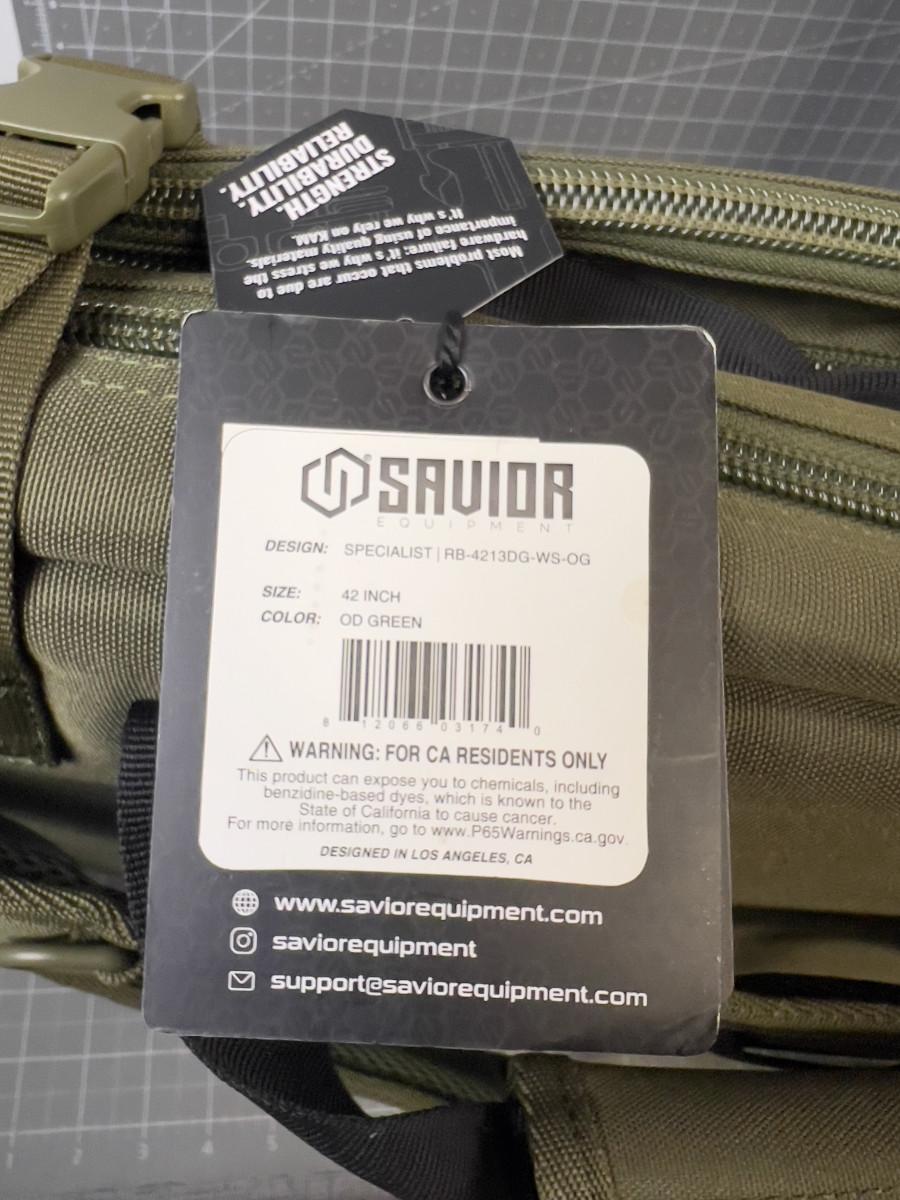 STRENGTH.
DURABILITY.
RELIABILITY.
Most problems that occur are due to
hardware failure; it's why we stress the
importance of using quality materials.
It's why we rely on KAM.
SAVIOR®
EQUIPMENT
DESIGN: SPECIALIST | RB-4213DG-WS-OG
SIZE: 42 INCH
COLOR: OD GREEN
8 12066 03174 0
WARNING: FOR CA RESIDENTS ONLY
This product can expose you to chemicals, including
benzidine-based dyes, which is known to the
State of California to cause cancer.
For more information, go to www.P65Warnings.ca.gov.
DESIGNED IN LOS ANGELES, CA
www.saviorequipment.com
saviorequipment
support@saviorequipment.com
2 3 4 5